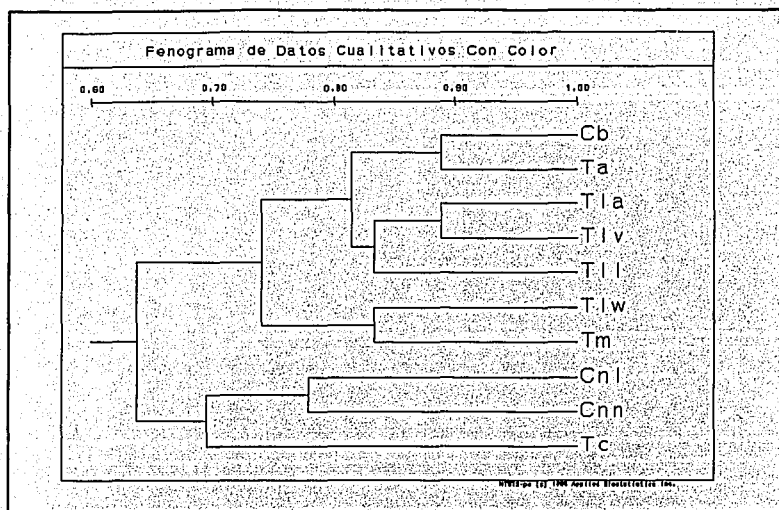 Fenograma de Datos Cualitativos Con Color
0.60 0.70 0.80 0.90 1.00
Cb
Ta
Tla
Tlv
Tll
Tlw
Tm
Cnl
Cnn
Tc
Applied Biostatistics Inc.